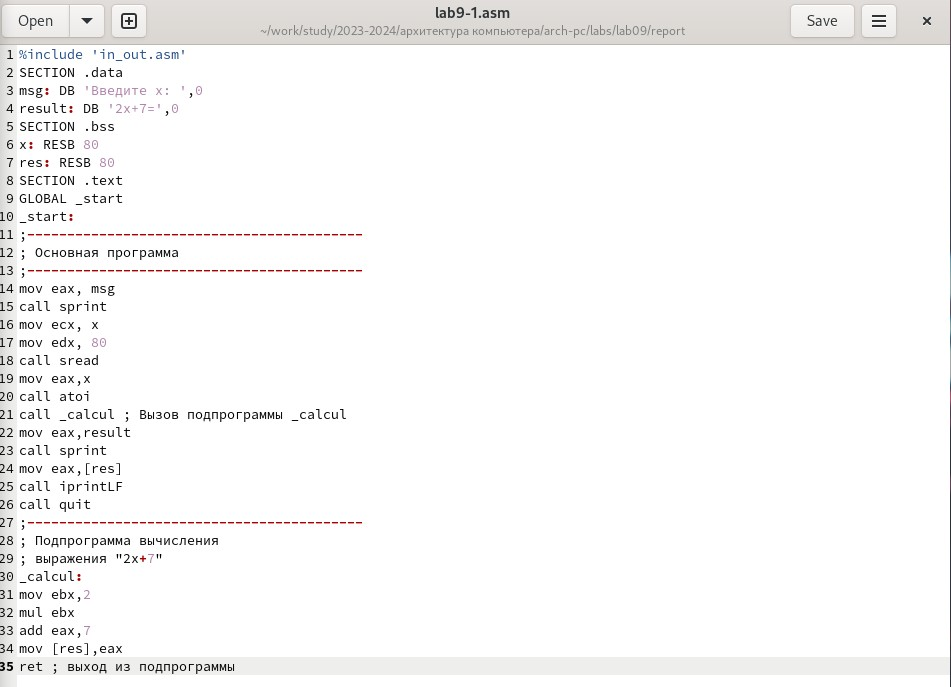 Open
lab9-1.asm
~/work/study/2023-2024/архитектура компьютера/arch-pc/labs/lab09/report
Save
1 %include 'in_out.asm'
2 SECTION .data
3 msg: DB 'Введите x: ',0
4 result: DB '2x+7=',0
5 SECTION .bss
6 x: RESB 80
7 res: RESB 80
8 SECTION .text
9 GLOBAL _start
10 _start:
11 ;------------------------------------------
12 ; Основная программа
13 ;------------------------------------------
14 mov eax, msg
15 call sprint
16 mov ecx, x
17 mov edx, 80
18 call sread
19 mov eax,x
20 call atoi
21 call _calcul ; Вызов подпрограммы _calcul
22 mov eax,result
23 call sprint
24 mov eax,[res]
25 call iprintLF
26 call quit
27 ;------------------------------------------
28 ; Подпрограмма вычисления
29 ; выражения "2x+7"
30 _calcul:
31 mov ebx,2
32 mul ebx
33 add eax,7
34 mov [res],eax
35 ret ; выход из подпрограммы